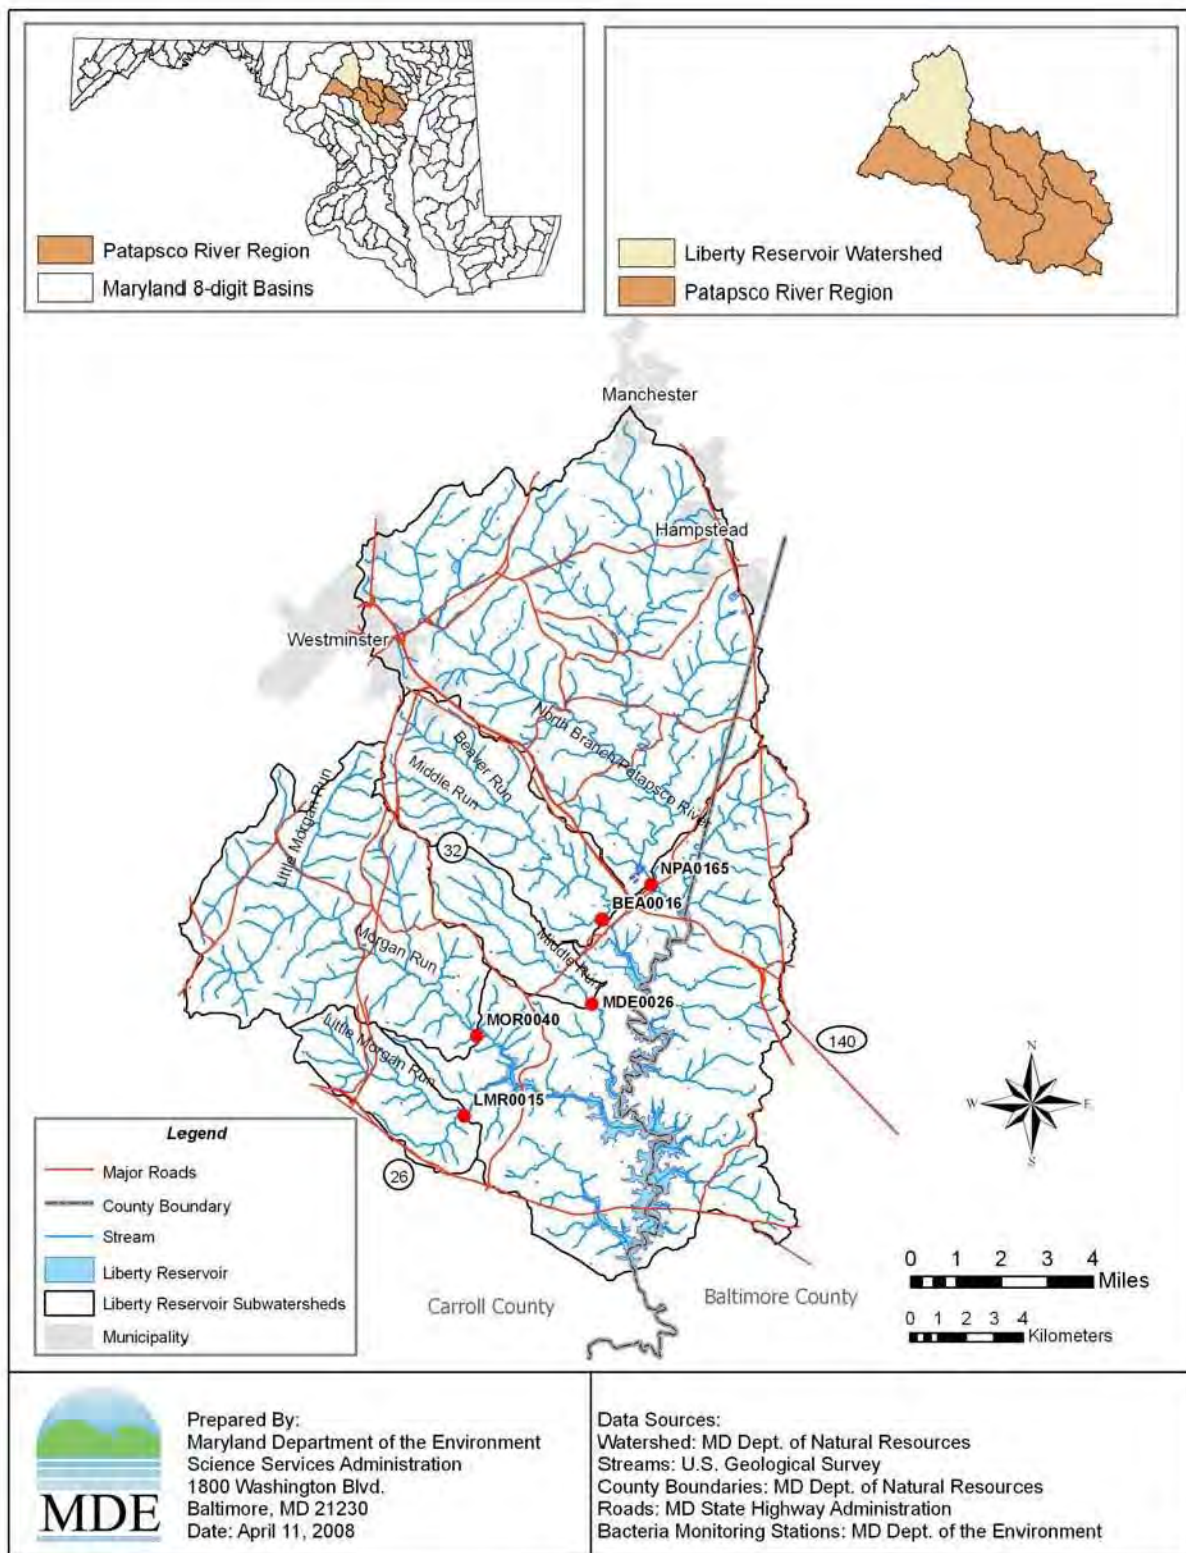 Patapsco River Region
Maryland 8-digit Basins
Liberty Reservoir Watershed
Patapsco River Region
Manchester
Hampstead
Westminster
North Branch Patapsco River
Beaver Run
Middle Run
Little Morgan Run
32
NPA0165
BEA0016
Middle Run
Morgan Run
MDE0026
MOR0040
Little Morgan Run
140
LMR0015
N
W
E
S
26
Legend
Major Roads
County Boundary
Stream
Liberty Reservoir
Liberty Reservoir Subwatersheds
Municipality
Carroll County
Baltimore County
0 1 2 3 4
Miles
0 1 2 3 4
Kilometers
MDE
Prepared By:
Maryland Department of the Environment
Science Services Administration
1800 Washington Blvd.
Baltimore, MD 21230
Date: April 11, 2008
Data Sources:
Watershed: MD Dept. of Natural Resources
Streams: U.S. Geological Survey
County Boundaries: MD Dept. of Natural Resources
Roads: MD State Highway Administration
Bacteria Monitoring Stations: MD Dept. of the Environment